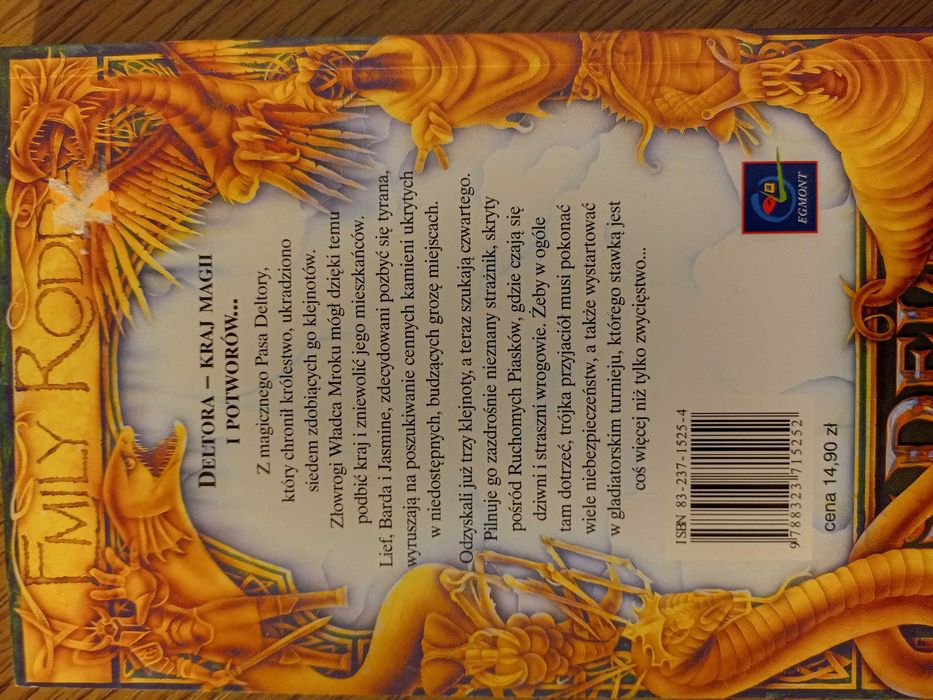 EMILY RODD
DELTORA – KRAJ MAGII
I POTWORÓW...
Z magicznego Pasa Deltory,
który chronił królestwo, ukradziono
siedem zdobiących go klejnotów.
Złowrogi Władca Mroku mógł dzięki temu
podbić kraj i zniewolić jego mieszkańców.
Lief, Barda i Jasmine, zdecydowani pozbyć się tyrana,
wyruszają na poszukiwanie cennych kamieni ukrytych
w niedostępnych, budzących grozę miejscach.
Odzyskali już trzy klejnoty, a teraz szukają czwartego.
Pilnuje go zazdrośnie nieznany strażnik, skryty
pośród Ruchomych Piasków, gdzie czają się
dziwni i straszni wrogowie. Żeby w ogóle
tam dotrzeć, trójka przyjaciół musi pokonać
wiele niebezpieczeństw, a także wystartować
w gladiatorskim turnieju, którego stawką jest
coś więcej niż tylko zwycięstwo...
EGMONT
ISBN 83-237-1525-4
9788323715252
cena 14,90 zł